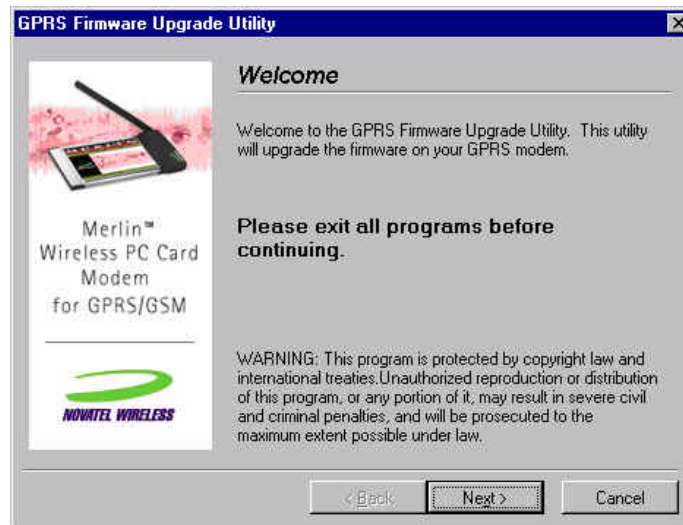 GPRS Firmware Upgrade Utility
Welcome
Welcome to the GPRS Firmware Upgrade Utility. This utility
will upgrade the firmware on your GPRS modem.
Please exit all programs before
continuing.
Merlin™
Wireless PC Card
Modem
for GPRS/GSM
NOVATEL WIRELESS
WARNING: This program is protected by copyright law and
international treaties.Unauthorized reproduction or distribution
of this program, or any portion of it, may result in severe civil
and criminal penalties, and will be prosecuted to the
maximum extent possible under law.
< Back
Next >
Cancel